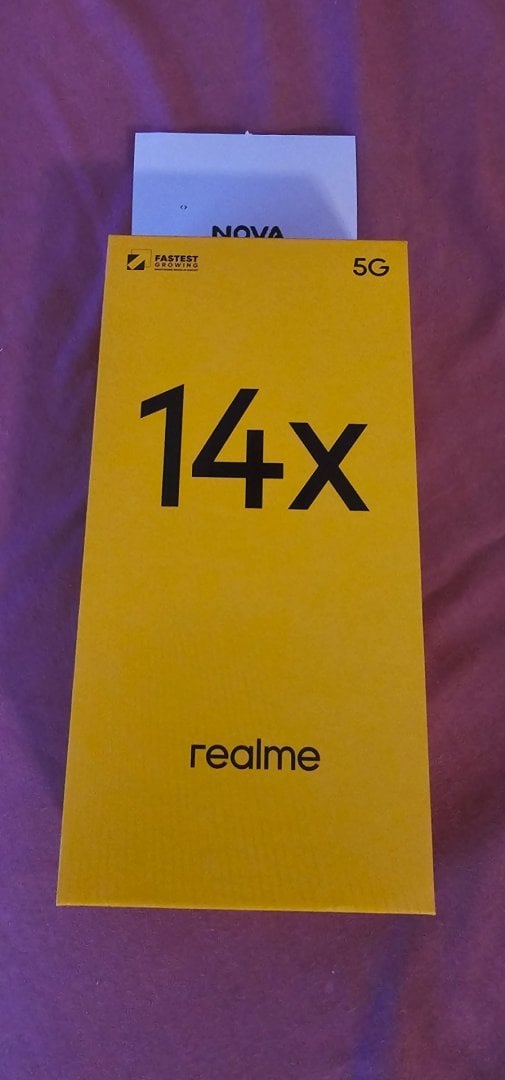 NOVA
FASTEST
GROWING
5G
14x
realme